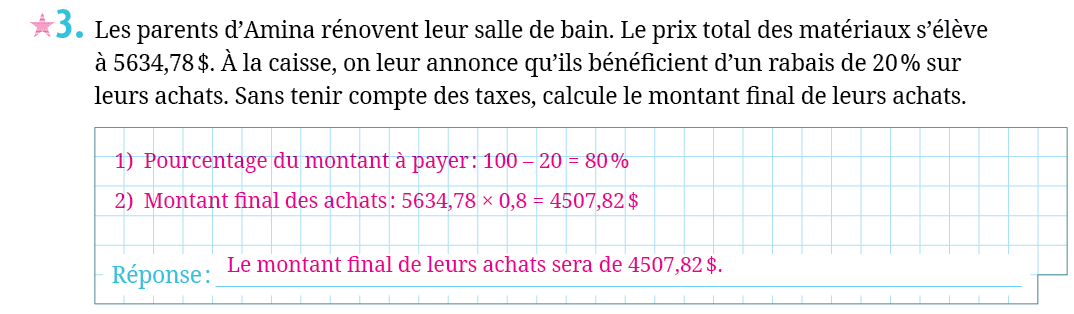 3. Les parents d’Amina rénovent leur salle de bain. Le prix total des matériaux s’élève
à 5634,78 $. À la caisse, on leur annonce qu’ils bénéficient d’un rabais de 20 % sur
leurs achats. Sans tenir compte des taxes, calcule le montant final de leurs achats.
1) Pourcentage du montant à payer : 100 – 20 = 80 %
2) Montant final des achats : 5634,78 × 0,8 = 4507,82 $
Réponse : Le montant final de leurs achats sera de 4507,82 $.